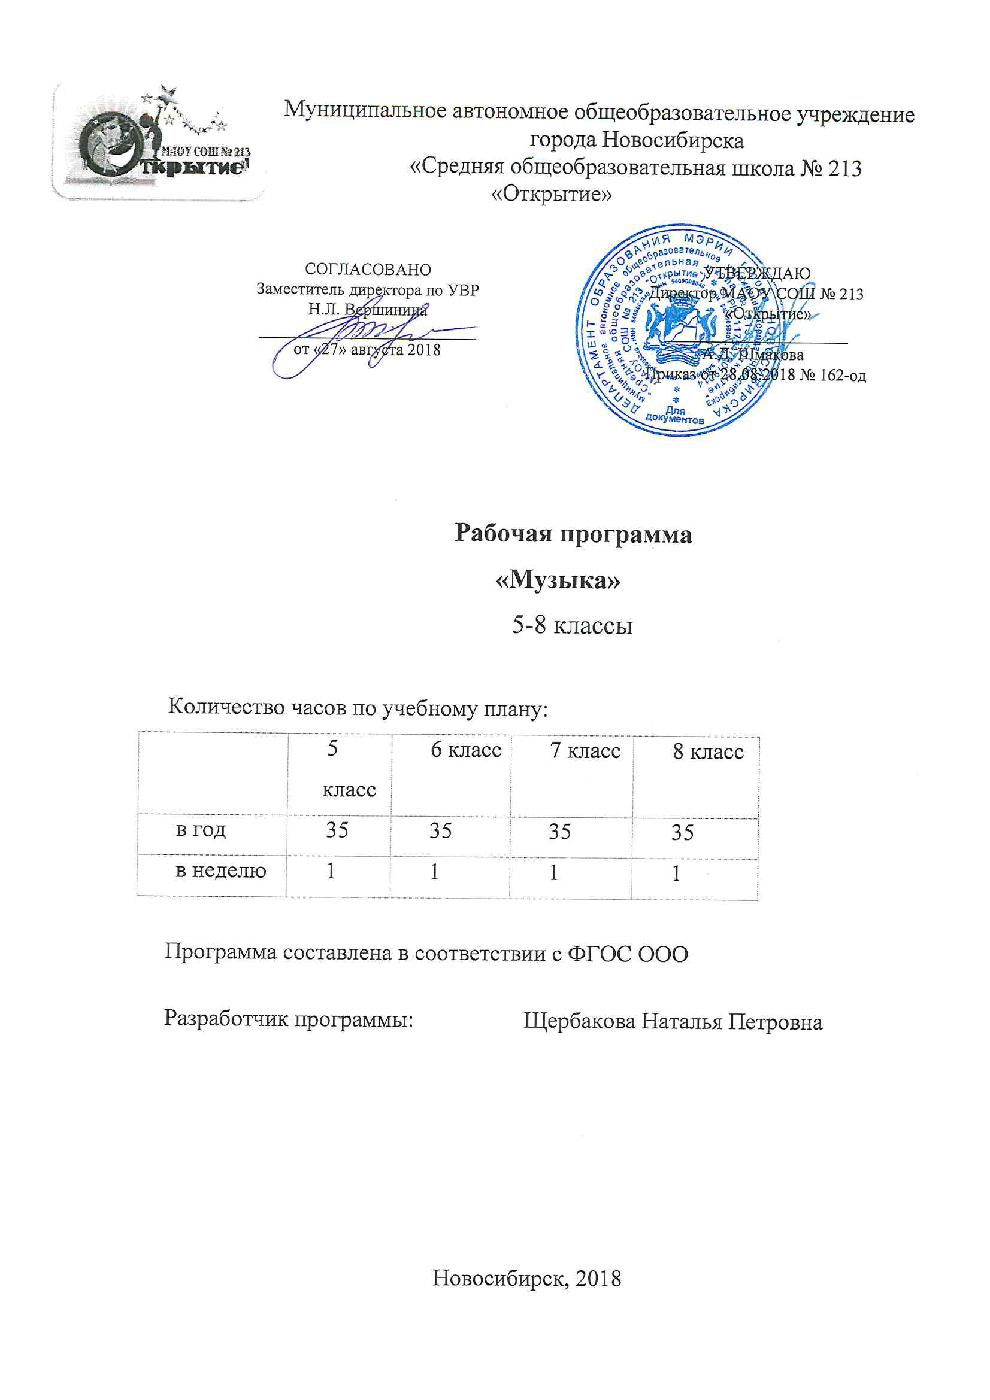 Муниципальное автономное общеобразовательное учреждение
города Новосибирска
«Средняя общеобразовательная школа № 213
«Открытие»
МАОУ СОШ № 213
Открытие
СОГЛАСОВАНО
Заместитель директора по УВР
Н.Л. Вершинина
от «27» августа 2018
УТВЕРЖДАЮ
Директор МАОУ СОШ № 213
«Открытие»
А.Д. Шмакова
Приказ от 28.08.2018 № 162-од
ДЕПАРТАМЕНТ ОБРАЗОВАНИЯ МЭРИИ
Для
документов
Рабочая программа
«Музыка»
5-8 классы
Количество часов по учебному плану:
5 класс 6 класс 7 класс 8 класс
в год 35 35 35 35
в неделю 1 1 1 1
Программа составлена в соответствии с ФГОС ООО
Разработчик программы: Щербакова Наталья Петровна
Новосибирск, 2018